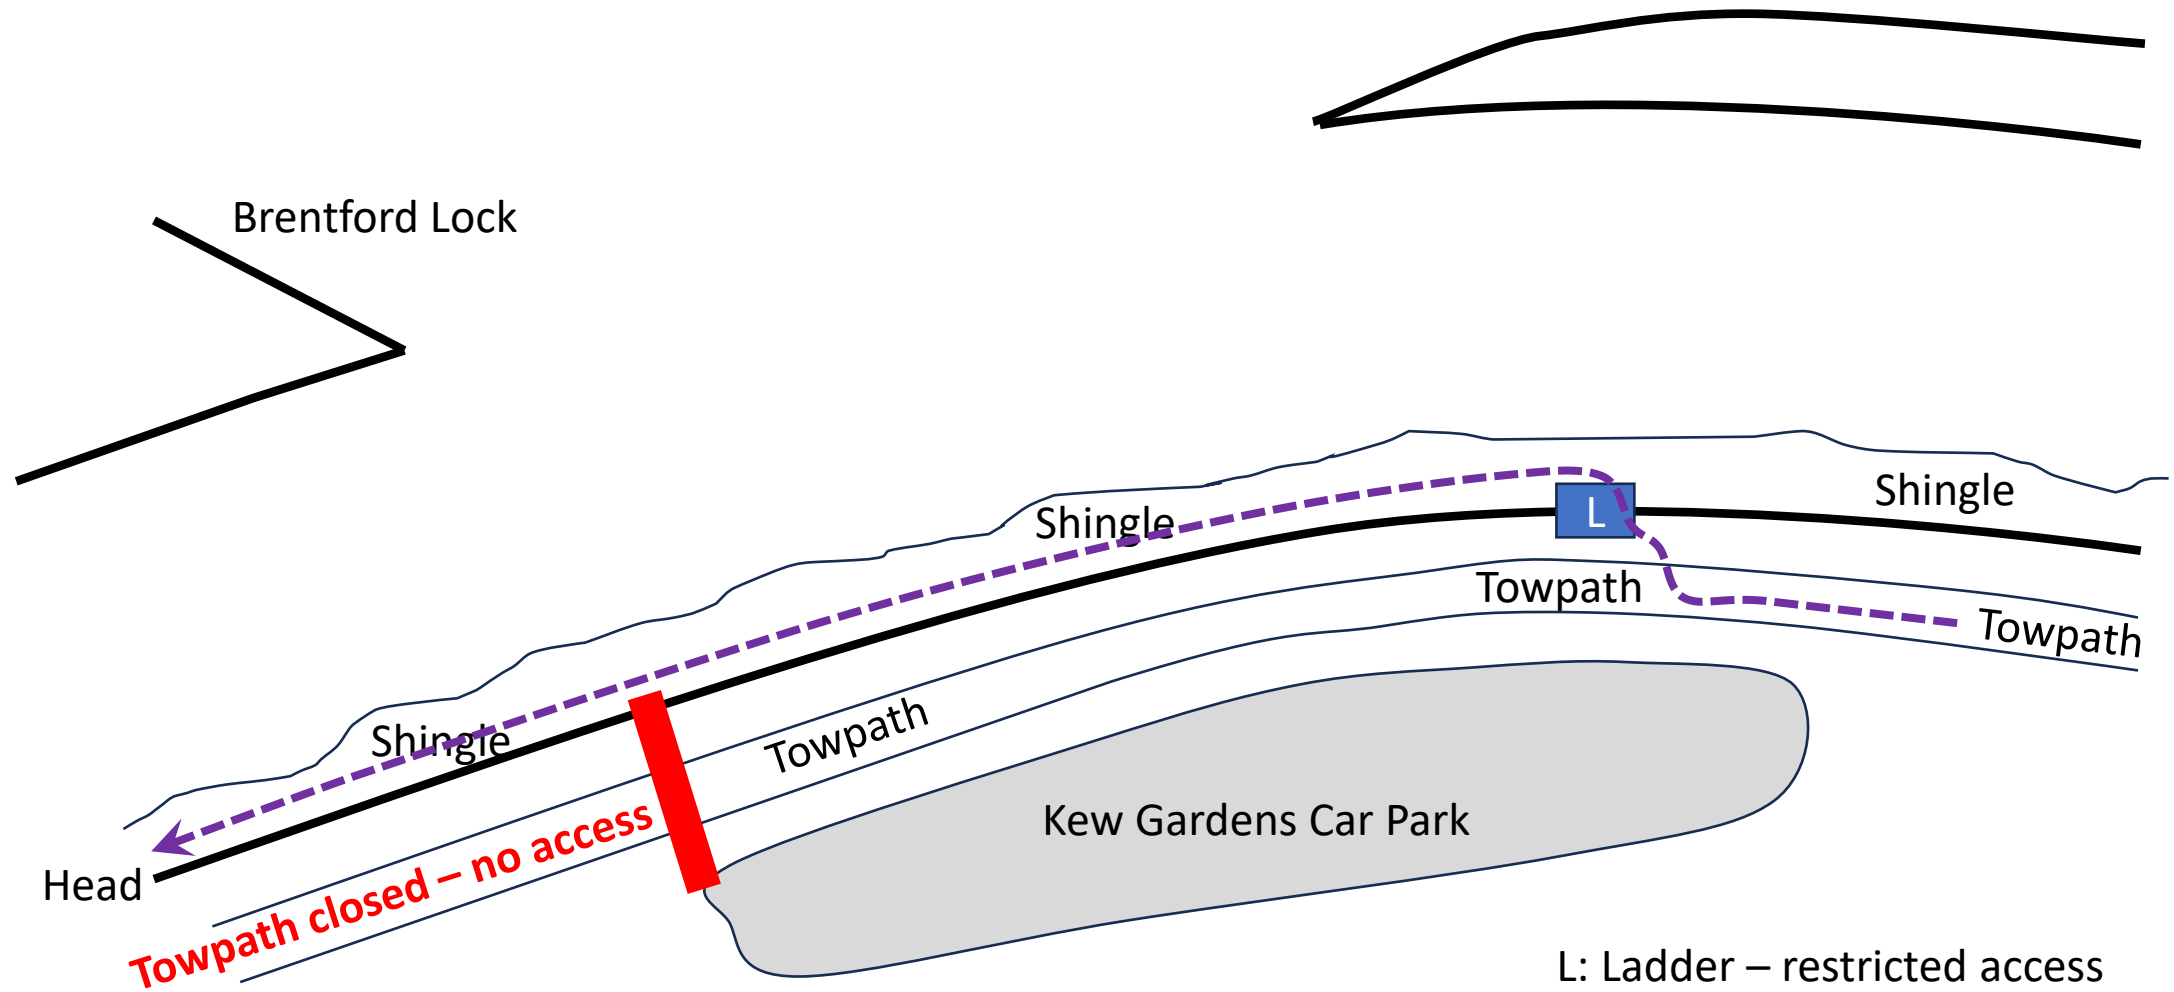 Brentford Lock
Shingle
Shingle
L
Towpath
Towpath
Shingle
Towpath
Kew Gardens Car Park
Towpath closed – no access
Head
L: Ladder – restricted access